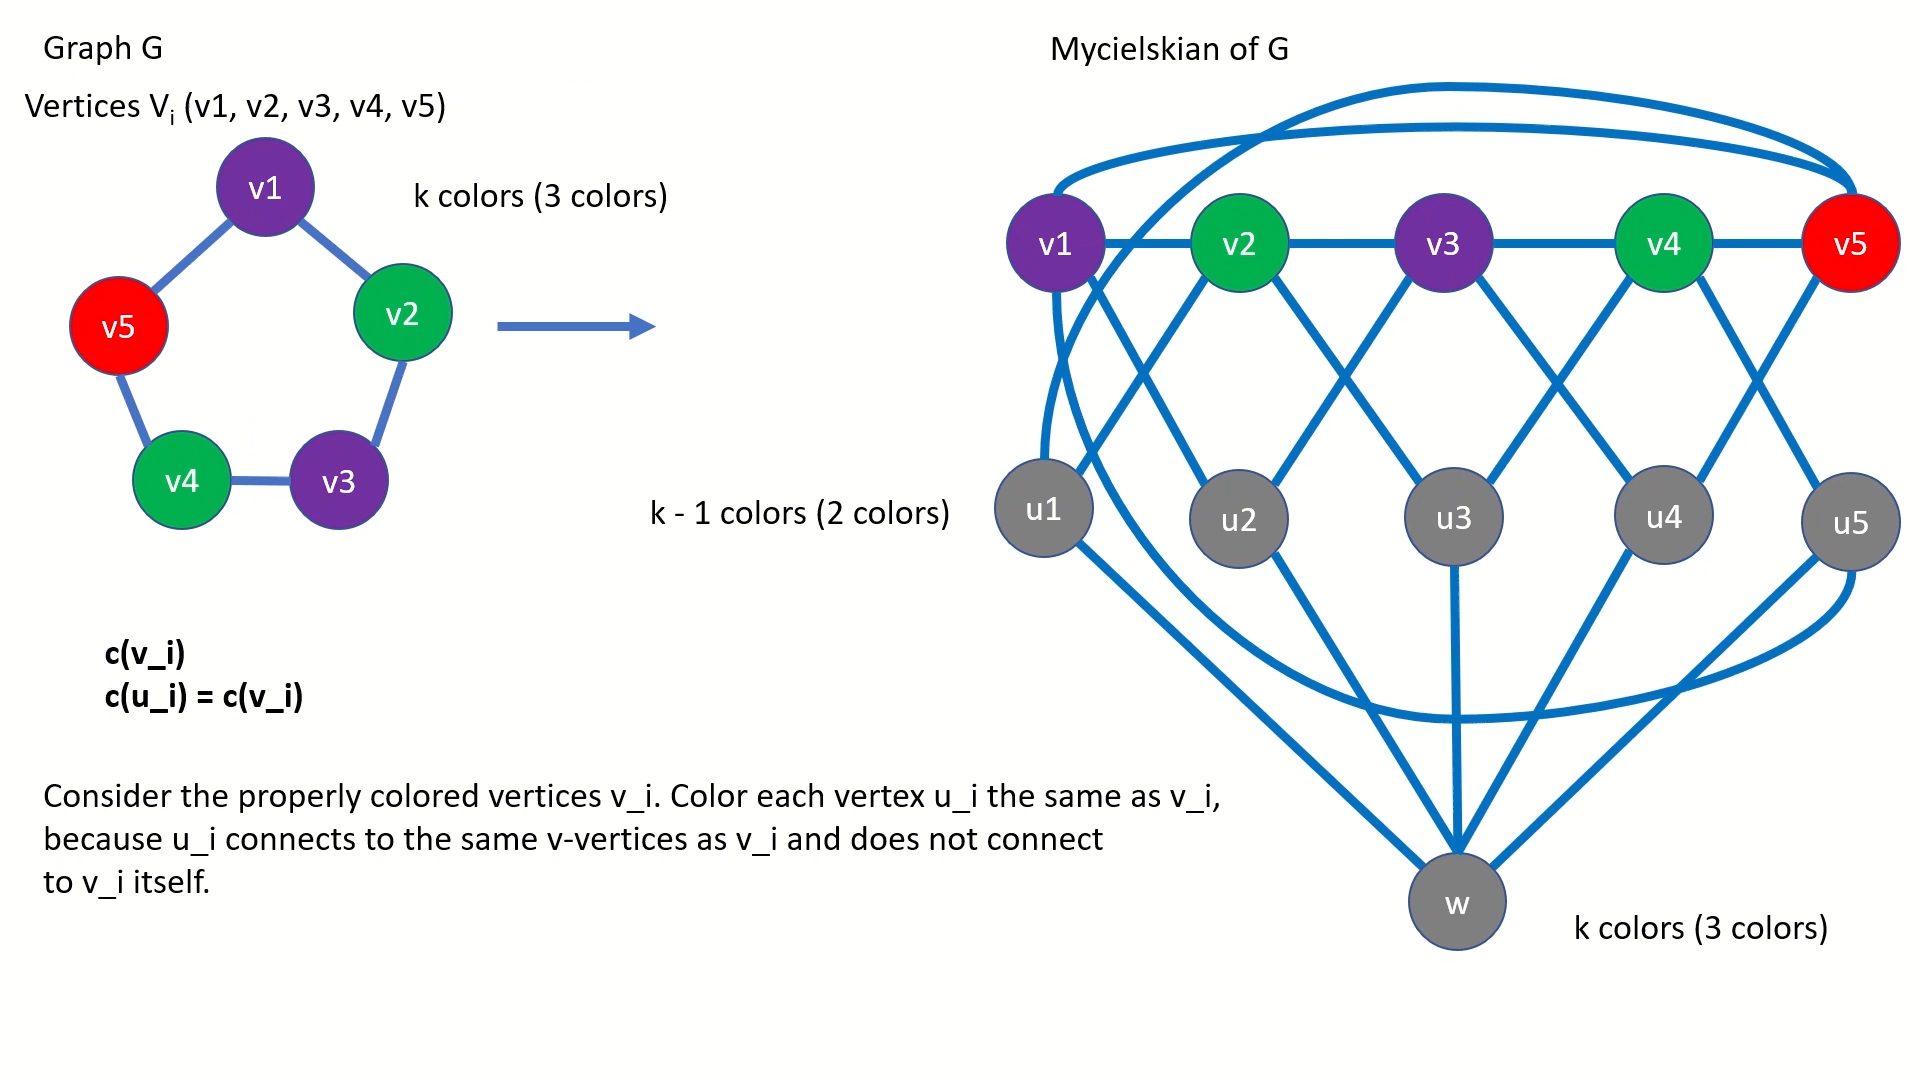 Graph G
Mycielskian of G
Vertices Vi (v1, v2, v3, v4, v5)
v1
k colors (3 colors)
v5
v2
v4
v3
v1
v2
v3
v4
v5
k - 1 colors (2 colors)
u1
u2
u3
u4
u5
c(v_i)
c(u_i) = c(v_i)
Consider the properly colored vertices v_i. Color each vertex u_i the same as v_i,
because u_i connects to the same v-vertices as v_i and does not connect
to v_i itself.
w
k colors (3 colors)